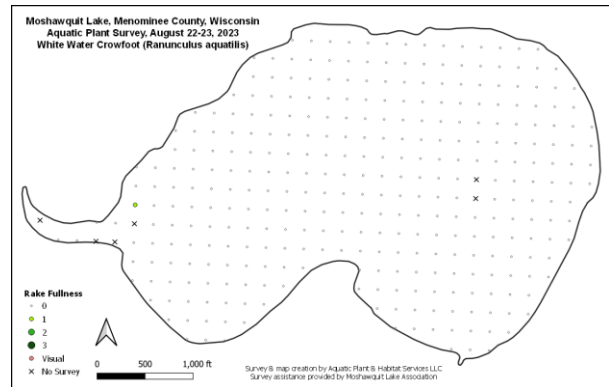 Moshawquit Lake, Menominee County, Wisconsin
Aquatic Plant Survey, August 22-23, 2023
White Water Crowfoot (Ranunculus aquatilis)
Rake Fullness
0
1
2
3
Visual
No Survey
0 500 1,000 ft
Survey & map creation by Aquatic Plant & Habitat Services LLC
Survey assistance provided by Moshawquit Lake Association